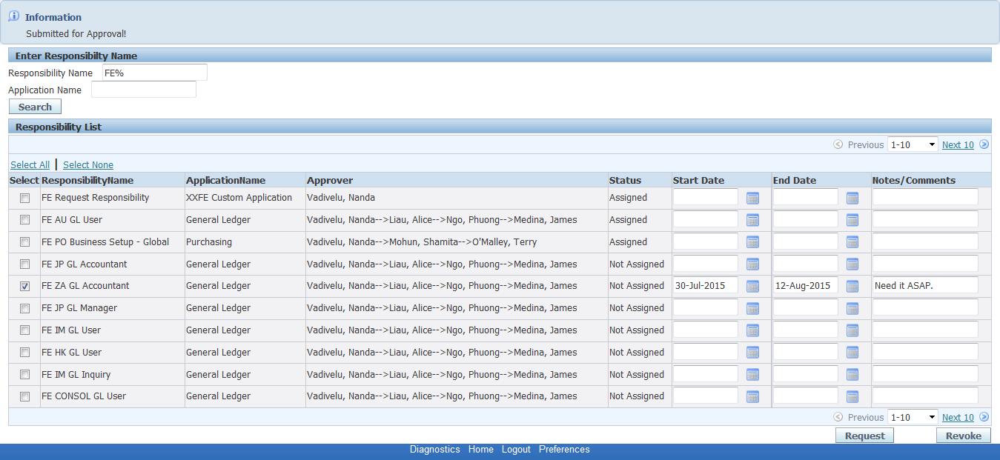 Information
Submitted for Approval!
Enter Responsibilty Name
Responsibility Name FE%
Application Name
Search
Responsibility List
Previous 1-10 Next 10
Select All | Select None
Select ResponsibilityName ApplicationName Approver Status Start Date End Date Notes/Comments
FE Request Responsibility XXFE Custom Application Vadivelu, Nanda Assigned
FE AU GL User General Ledger Vadivelu, Nanda-->Liau, Alice-->Ngo, Phuong-->Medina, James Assigned
FE PO Business Setup - Global Purchasing Vadivelu, Nanda-->Mohun, Shamita-->O'Malley, Terry Assigned
FE JP GL Accountant General Ledger Vadivelu, Nanda-->Liau, Alice-->Ngo, Phuong-->Medina, James Not Assigned
FE ZA GL Accountant General Ledger Vadivelu, Nanda-->Liau, Alice-->Ngo, Phuong-->Medina, James Not Assigned 30-Jul-2015 12-Aug-2015 Need it ASAP.
FE JP GL Manager General Ledger Vadivelu, Nanda-->Liau, Alice-->Ngo, Phuong-->Medina, James Not Assigned
FE IM GL User General Ledger Vadivelu, Nanda-->Liau, Alice-->Ngo, Phuong-->Medina, James Not Assigned
FE HK GL User General Ledger Vadivelu, Nanda-->Liau, Alice-->Ngo, Phuong-->Medina, James Not Assigned
FE IM GL Inquiry General Ledger Vadivelu, Nanda-->Liau, Alice-->Ngo, Phuong-->Medina, James Not Assigned
FE CONSOL GL User General Ledger Vadivelu, Nanda-->Liau, Alice-->Ngo, Phuong-->Medina, James Not Assigned
Previous 1-10 Next 10
Request Revoke
Diagnostics Home Logout Preferences